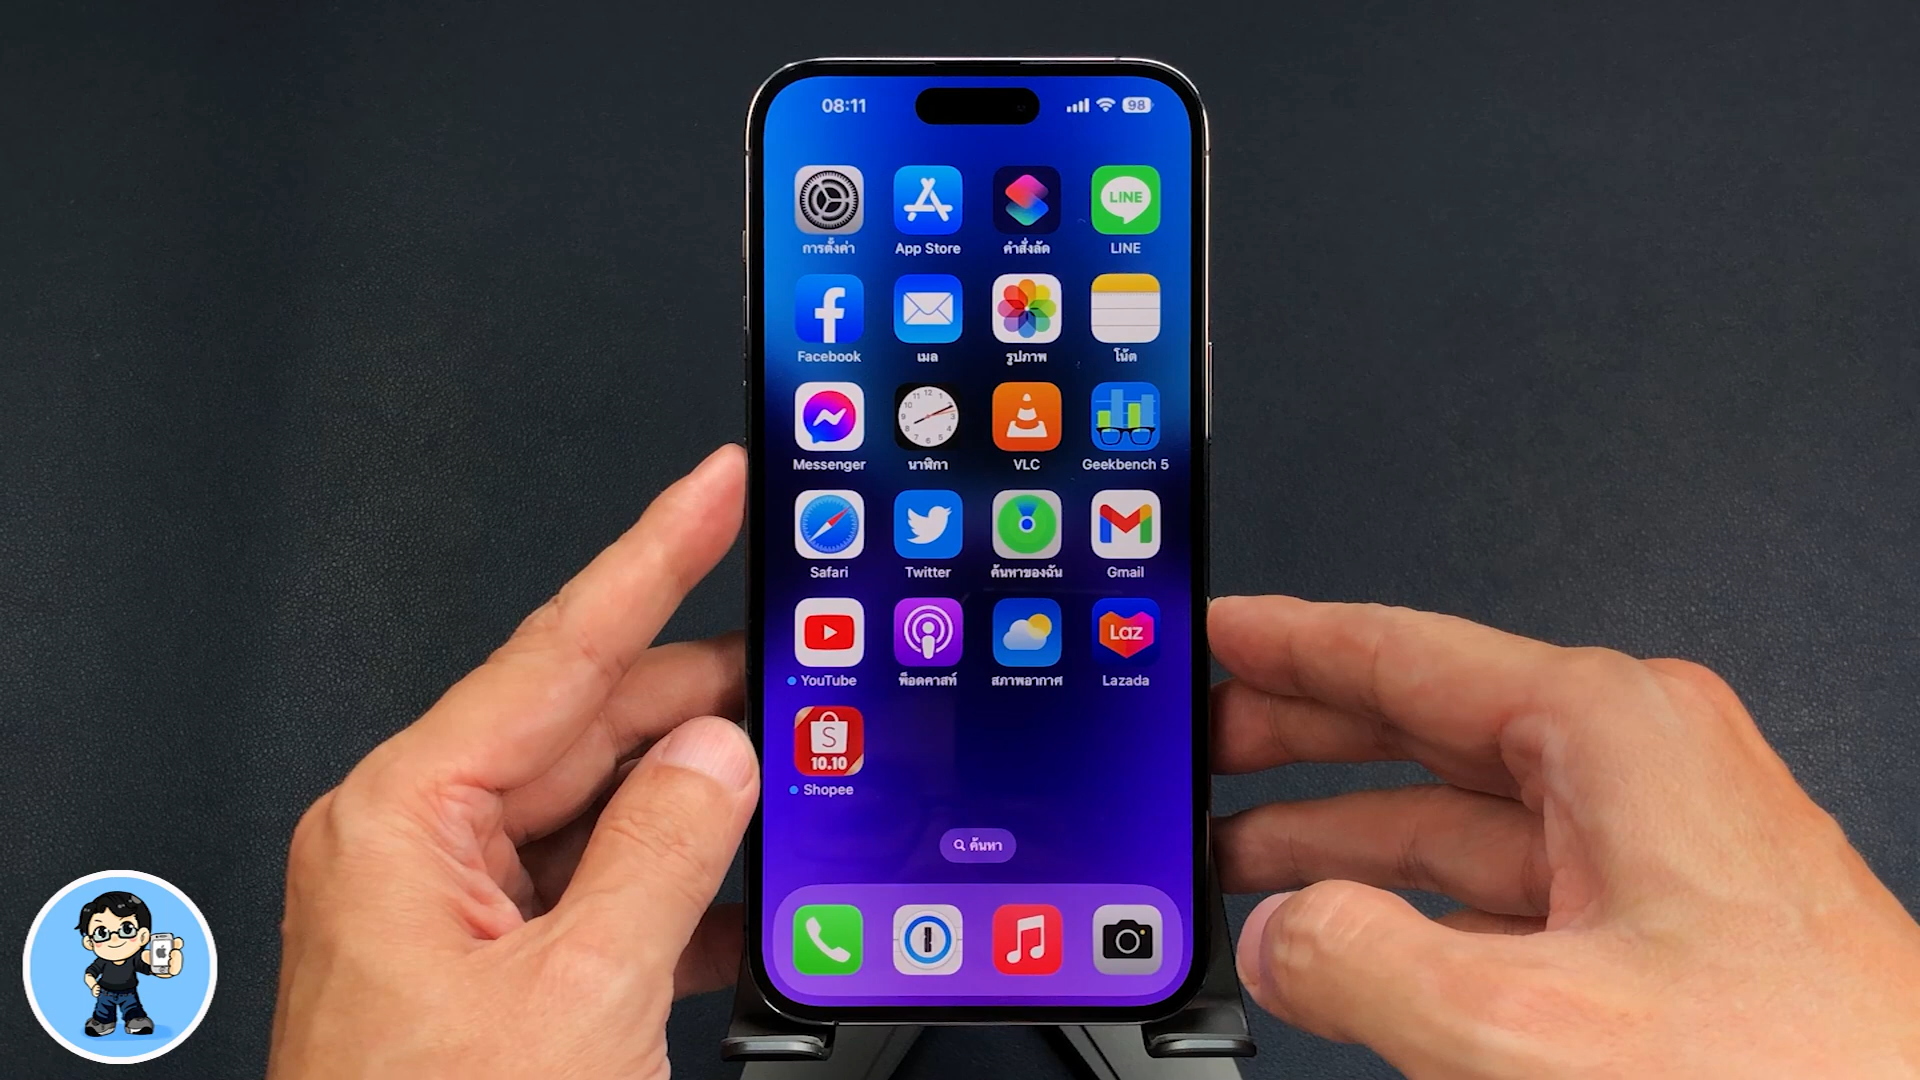 08:11 98
การตั้งค่า App Store คำสั่งลัด LINE
LINE
Facebook เมล รูปภาพ โน้ต
Messenger นาฬิกา VLC Geekbench 5
Safari Twitter ค้นหาของฉัน Gmail
Laz
YouTube พ็อดคาสท์ สภาพอากาศ Lazada
S
10.10
Shopee
ค้นหา